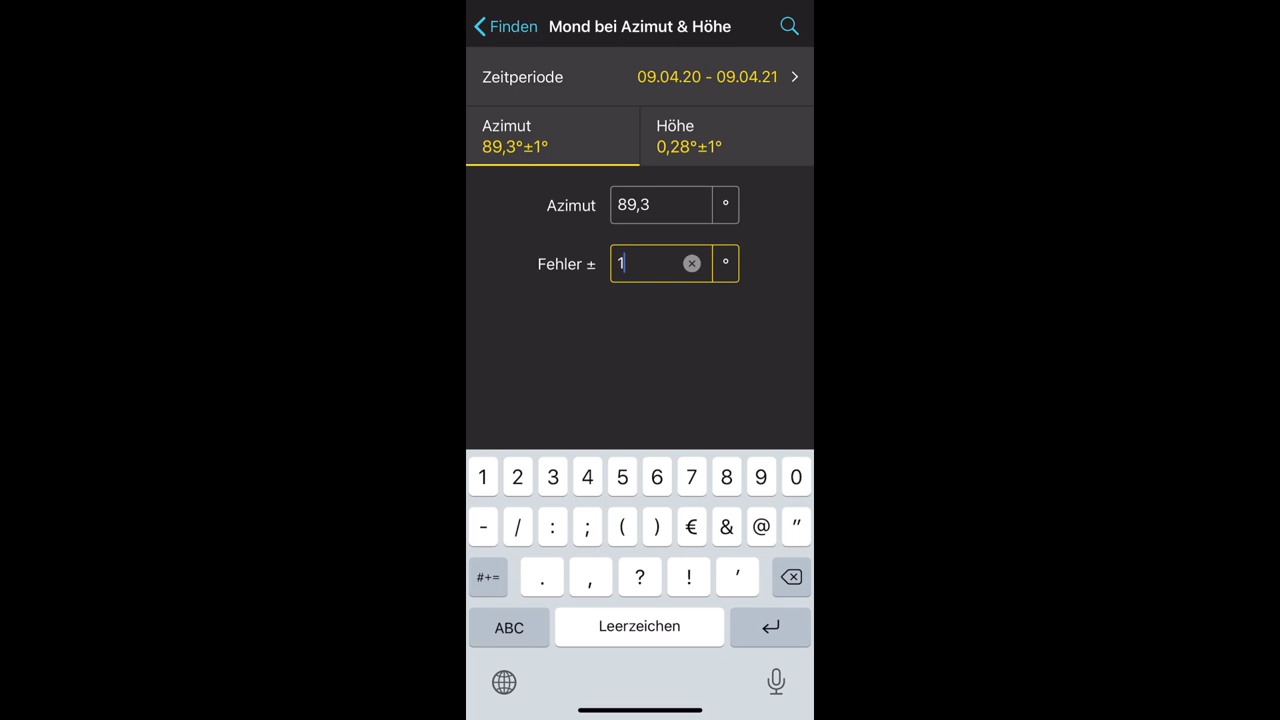 Finden Mond bei Azimut & Höhe
Zeitperiode 09.04.20 - 09.04.21
Azimut Höhe
89,3°±1° 0,28°±1°
Azimut 89,3 °
Fehler ± 1 °
1 2 3 4 5 6 7 8 9 0
- / : ; ( ) € & @ "
#+= . , ? ! '
ABC Leerzeichen